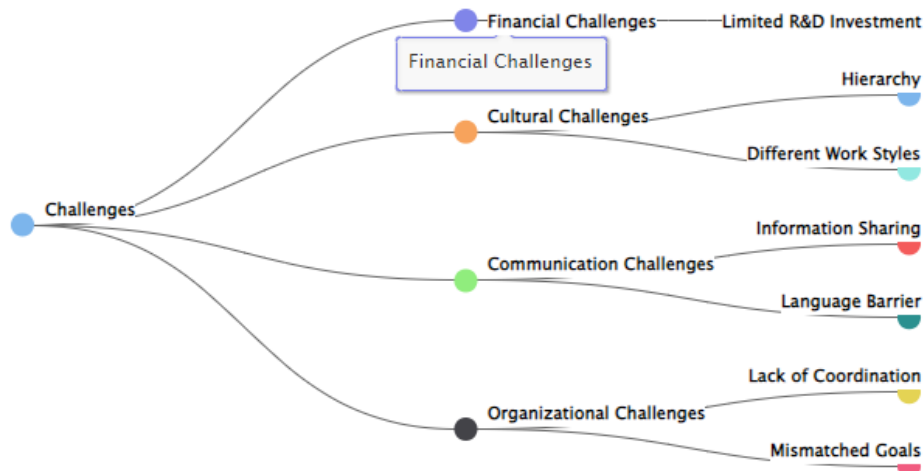 Financial Challenges
Limited R&D Investment
Financial Challenges
Hierarchy
Cultural Challenges
Different Work Styles
Challenges
Information Sharing
Communication Challenges
Language Barrier
Lack of Coordination
Organizational Challenges
Mismatched Goals